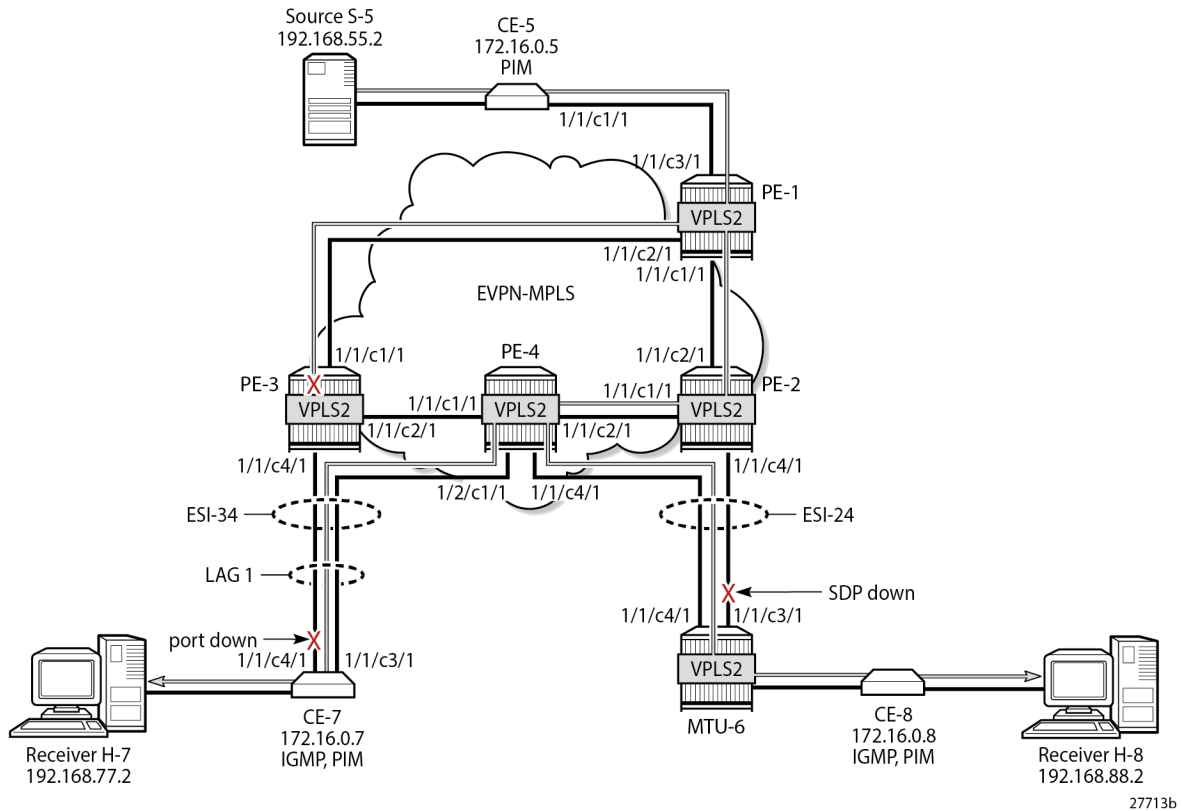 Source S-5
192.168.55.2
CE-5
172.16.0.5
PIM
1/1/c1/1
1/1/c3/1
PE-1
VPLS2
1/1/c2/1
1/1/c1/1
EVPN-MPLS
1/1/c1/1
PE-4
1/1/c2/1
PE-3
PE-2
X
1/1/c1/1
1/1/c1/1
VPLS2
VPLS2
VPLS2
1/1/c2/1
1/1/c2/1
1/1/c4/1
1/1/c4/1
1/2/c1/1
1/1/c4/1
ESI-34
ESI-24
LAG 1
X
SDP down
1/1/c4/1
1/1/c3/1
port down
X
1/1/c4/1
1/1/c3/1
VPLS2
MTU-6
CE-7
172.16.0.7
IGMP, PIM
CE-8
172.16.0.8
IGMP, PIM
Receiver H-7
192.168.77.2
Receiver H-8
192.168.88.2
27713b